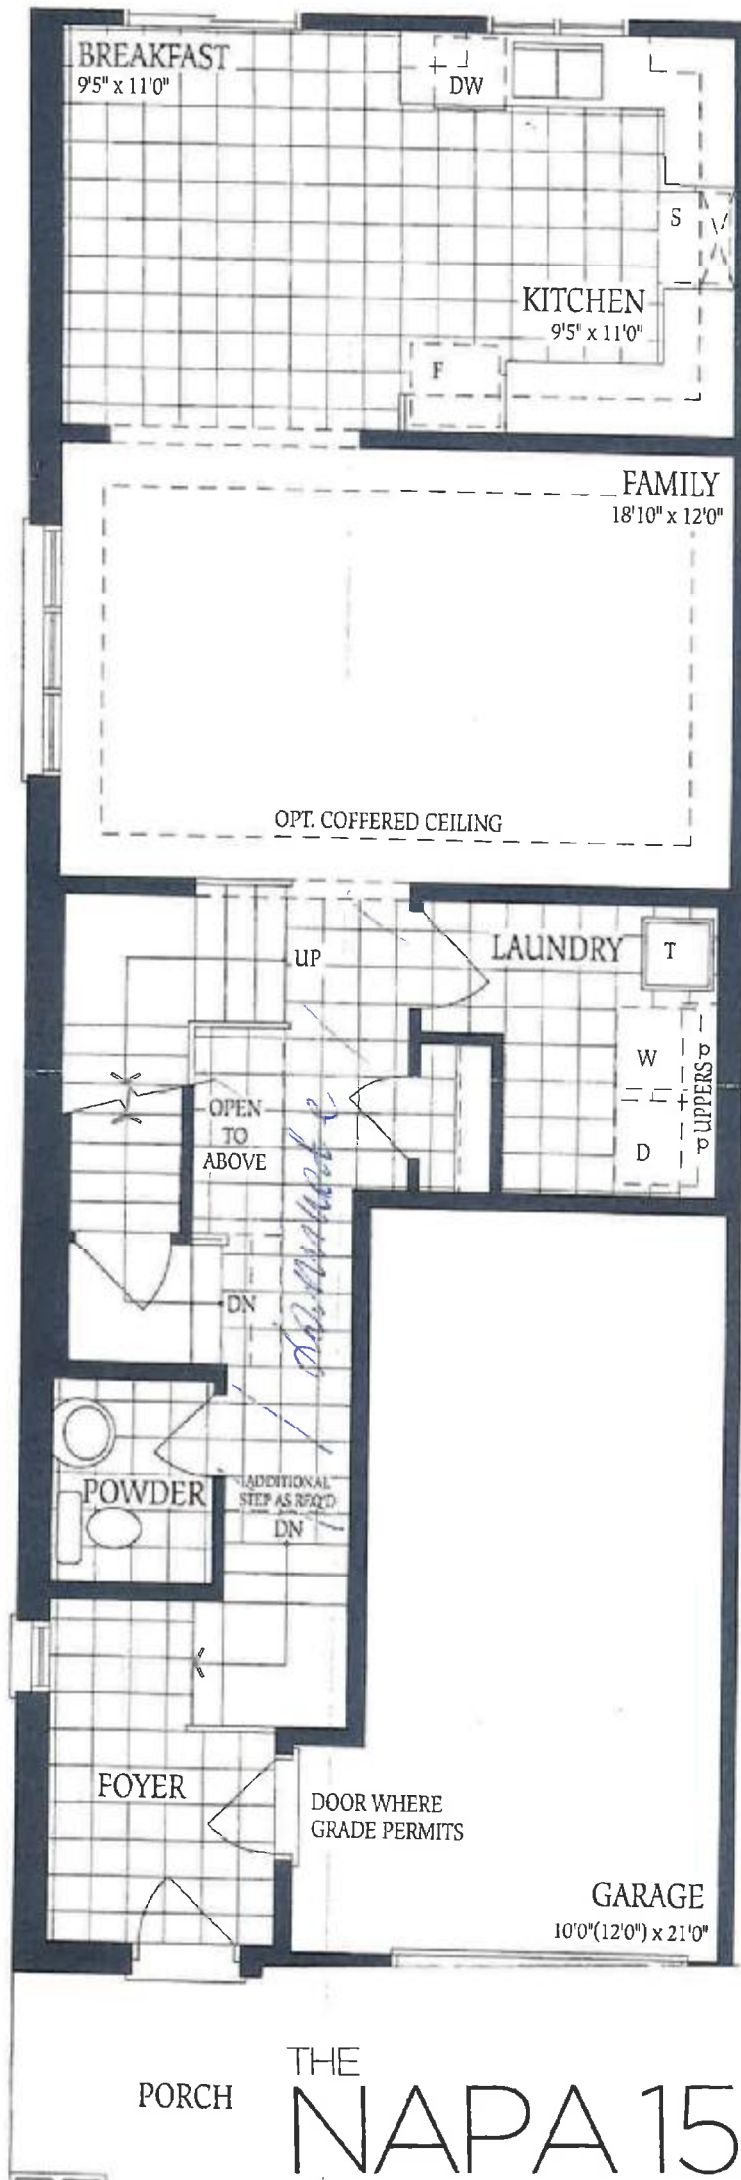 BREAKFAST
9'5" x 11'0"
DW
S
KITCHEN
9'5" x 11'0"
F
FAMILY
18'10" x 12'0"
OPT. COFFERED CEILING
UP
LAUNDRY
T
W
UPPERS
D
OPEN
TO
ABOVE
DN
POWDER
ADDITIONAL
STEP AS REQ'D
DN
FOYER
DOOR WHERE
GRADE PERMITS
GARAGE
10'0"(12'0") x 21'0"
PORCH
THE
NAPA 15